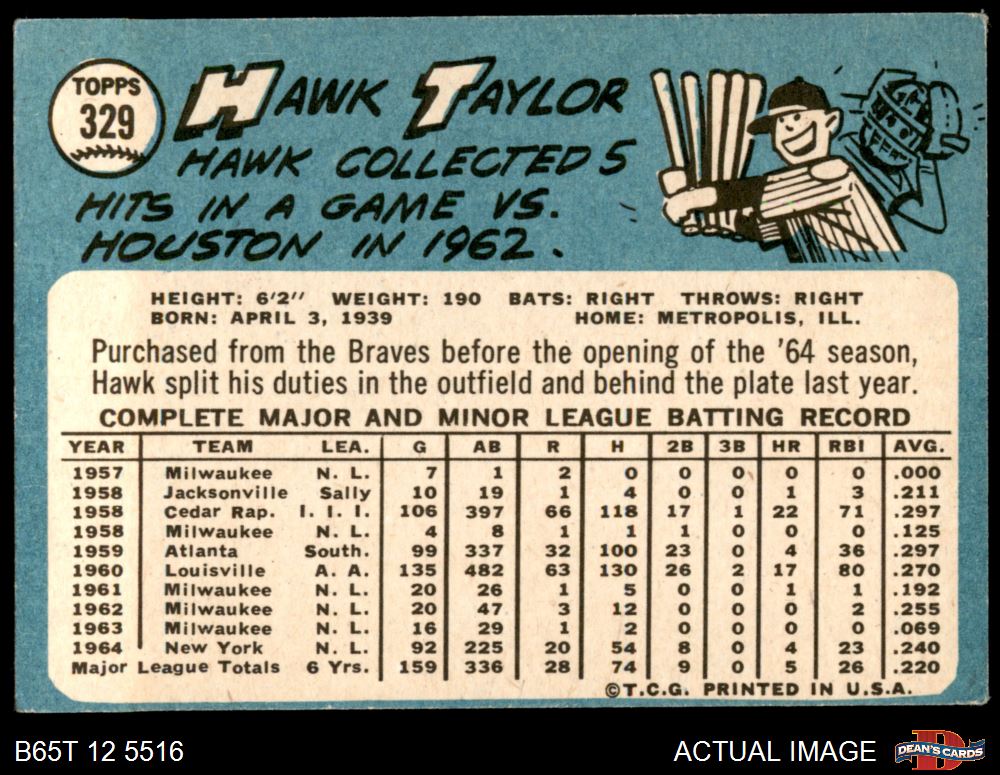 TOPPS
329
HAWK TAYLOR
HAWK COLLECTED 5
HITS IN A GAME VS.
HOUSTON IN 1962.
HEIGHT: 6'2" WEIGHT: 190 BATS: RIGHT THROWS: RIGHT
BORN: APRIL 3, 1939 HOME: METROPOLIS, ILL.
Purchased from the Braves before the opening of the '64 season,
Hawk split his duties in the outfield and behind the plate last year.
COMPLETE MAJOR AND MINOR LEAGUE BATTING RECORD
YEAR TEAM LEA. G AB R H 2B 3B HR RBI AVG.
1957 Milwaukee N. L. 7 1 2 0 0 0 0 0 .000
1958 Jacksonville Sally 10 19 1 4 0 0 1 3 .211
1958 Cedar Rap. I. I. I. 106 397 66 118 17 1 22 71 .297
1958 Milwaukee N. L. 4 8 1 1 1 0 0 0 .125
1959 Atlanta South. 99 337 32 100 23 0 4 36 .297
1960 Louisville A. A. 135 482 63 130 26 2 17 80 .270
1961 Milwaukee N. L. 20 26 1 5 0 0 1 1 .192
1962 Milwaukee N. L. 20 47 3 12 0 0 0 2 .255
1963 Milwaukee N. L. 16 29 1 2 0 0 0 0 .069
1964 New York N. L. 92 225 20 54 8 0 4 23 .240
Major League Totals 6 Yrs. 159 336 28 74 9 0 5 26 .220
©T.C.G. PRINTED IN U.S.A.
B65T 12 5516 ACTUAL IMAGE DEAN'S CARDS